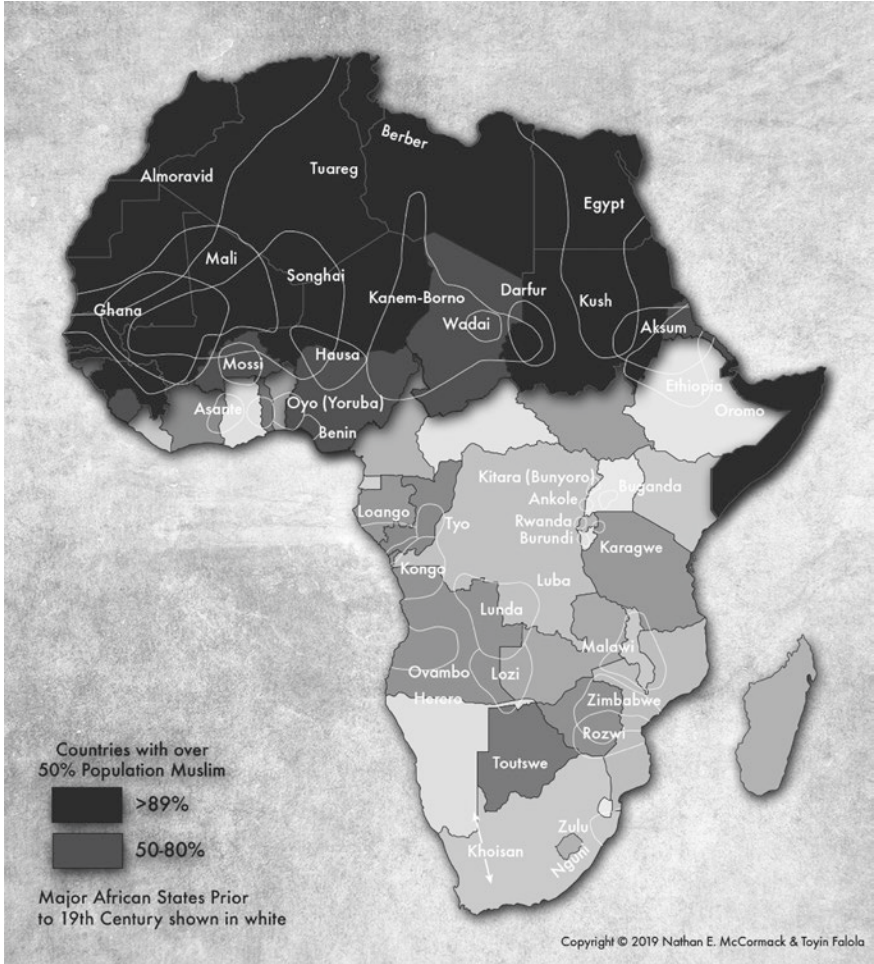 Berber
Tuareg
Almoravid
Egypt
Mali
Songhai
Kanem-Borno
Darfur
Kush
Ghana
Wadai
Aksum
Mossi
Hausa
Ethiopia
Asante
Oyo (Yoruba)
Oromo
Benin
Kitara (Bunyoro)
Buganda
Ankole
Loango
Tyo
Rwanda
Burundi
Karagwe
Kongo
Luba
Lunda
Malawi
Ovambo
Lozi
Herero
Zimbabwe
Rozwi
Toutswe
Zulu
Khoisan
Nguni
Countries with over
50% Population Muslim
>89%
50-80%
Major African States Prior
to 19th Century shown in white
Copyright © 2019 Nathan E. McCormack & Toyin Falola